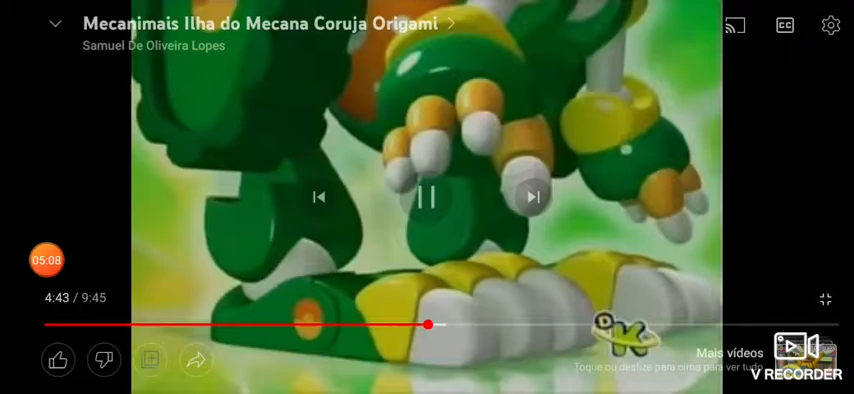 Mecanimais Ilha do Mecana Coruja Origami
Samuel De Oliveira Lopes
CC
05:08
4:43 / 9:45
DK
Mais vídeos
Toque ou deslize para cima para ver tudo
V RECORDER